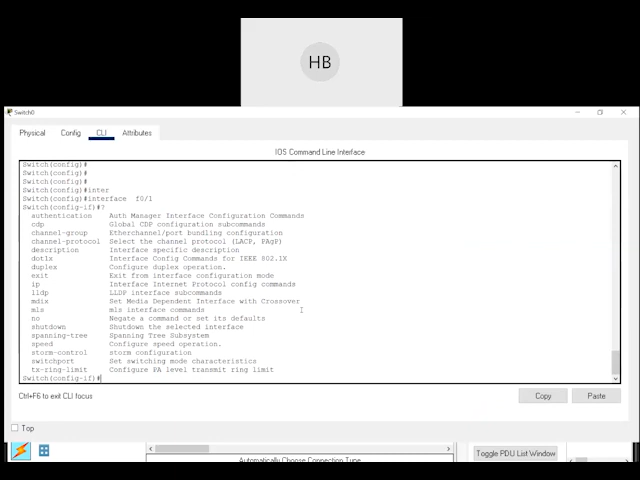 HB
Switch0
Physical Config CLI Attributes
IOS Command Line Interface
Switch(config)#
Switch(config)#
Switch(config)#
Switch(config)#inter
Switch(config)#interface f0/1
Switch(config-if)#?
authentication Auth Manager Interface Configuration Commands
cdp Global CDP configuration subcommands
channel-group Etherchannel/port bundling configuration
channel-protocol Select the channel protocol (LACP, PAgP)
description Interface specific description
dot1x Interface Config Commands for IEEE 802.1X
duplex Configure duplex operation.
exit Exit from interface configuration mode
ip Interface Internet Protocol config commands
lldp LLDP interface subcommands
mdix Set Media Dependent Interface with Crossover
mls mls interface commands
no Negate a command or set its defaults
shutdown Shutdown the selected interface
spanning-tree Spanning Tree Subsystem
speed Configure speed operation.
storm-control storm configuration
switchport Set switching mode characteristics
tx-ring-limit Configure PA level transmit ring limit
Switch(config-if)#
Ctrl+F6 to exit CLI focus
Copy Paste
Top
Automatically Choose Connection Type
Toggle PDU List Window